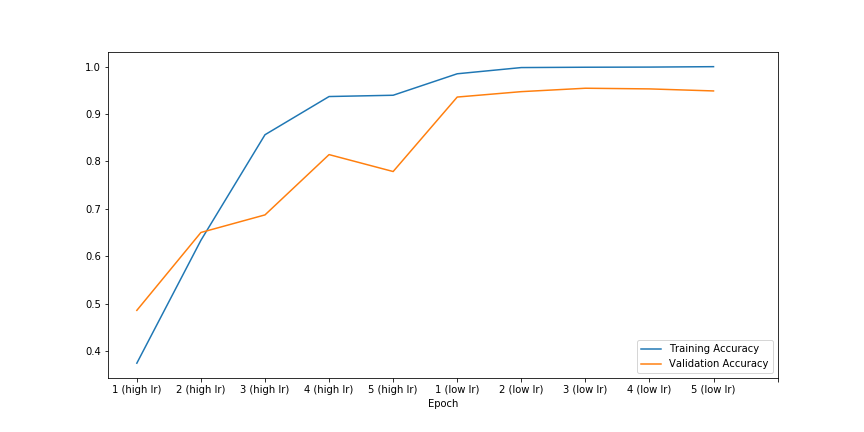 1.0
0.9
0.8
0.7
0.6
0.5
0.4
Training Accuracy
Validation Accuracy
1 (high lr) 2 (high lr) 3 (high lr) 4 (high lr) 5 (high lr) 1 (low lr) 2 (low lr) 3 (low lr) 4 (low lr) 5 (low lr)
Epoch